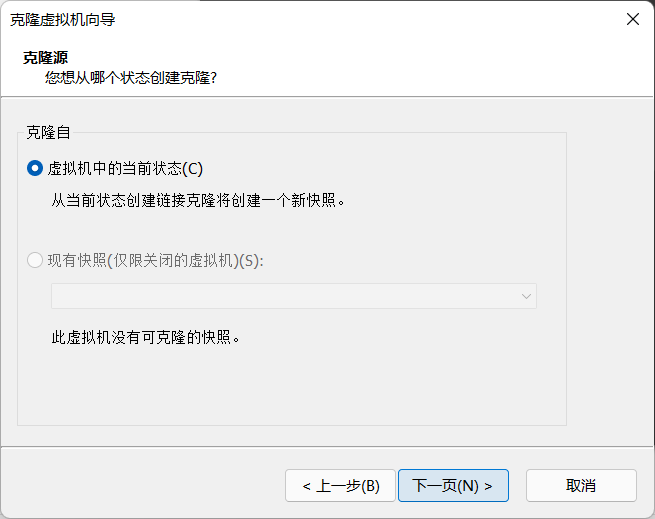 克隆虚拟机向导
克隆源
您想从哪个状态创建克隆?
克隆自
虚拟机中的当前状态(C)
从当前状态创建链接克隆将创建一个新快照。
现有快照(仅限关闭的虚拟机)(S):
此虚拟机没有可克隆的快照。
< 上一步(B)
下一页(N) >
取消